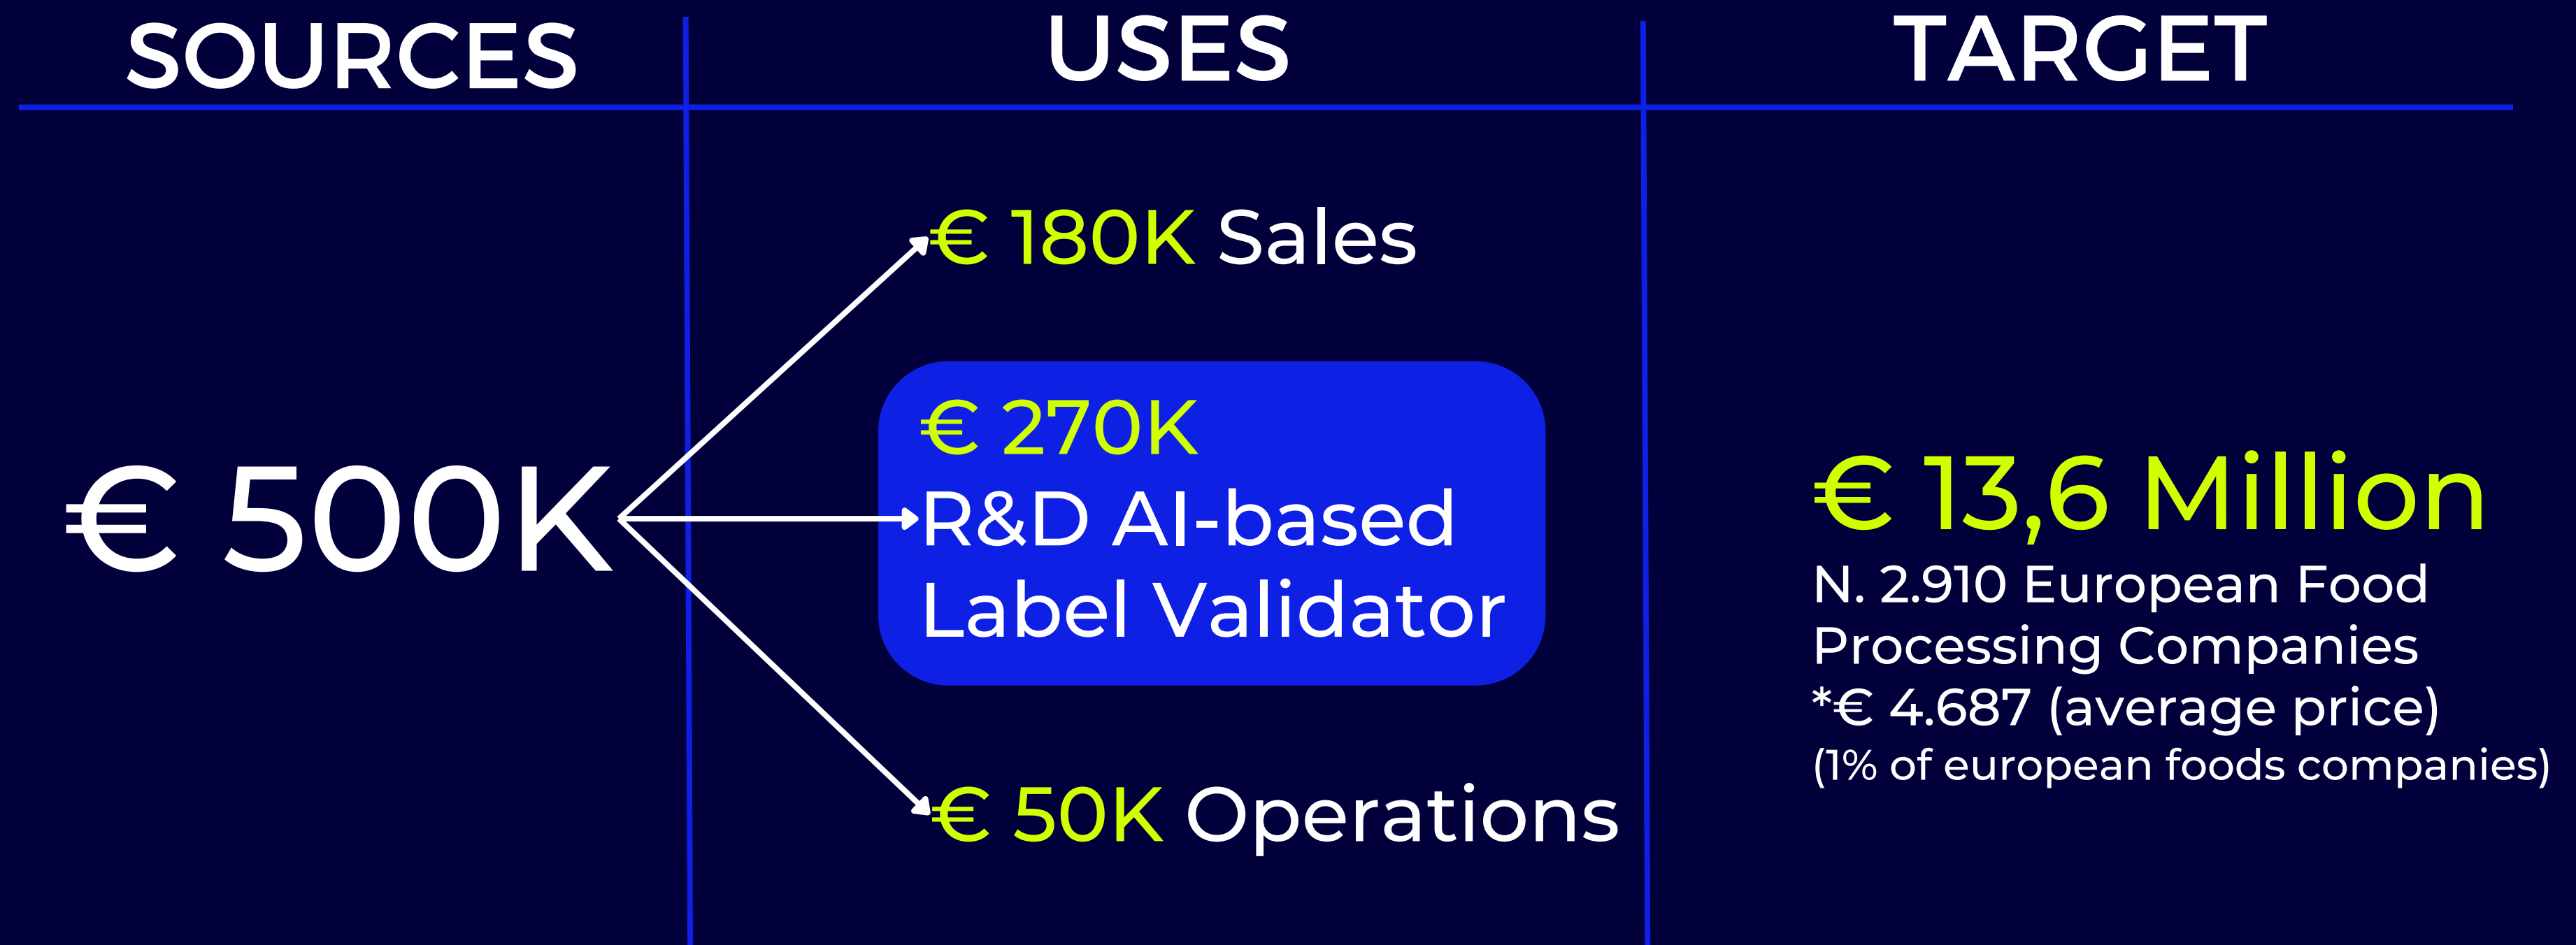 SOURCES
USES
TARGET
€ 500K
€ 180K Sales
€ 270K
R&D AI-based
Label Validator
€ 50K Operations
€ 13,6 Million
N. 2.910 European Food
Processing Companies
*€ 4.687 (average price)
(1% of european foods companies)